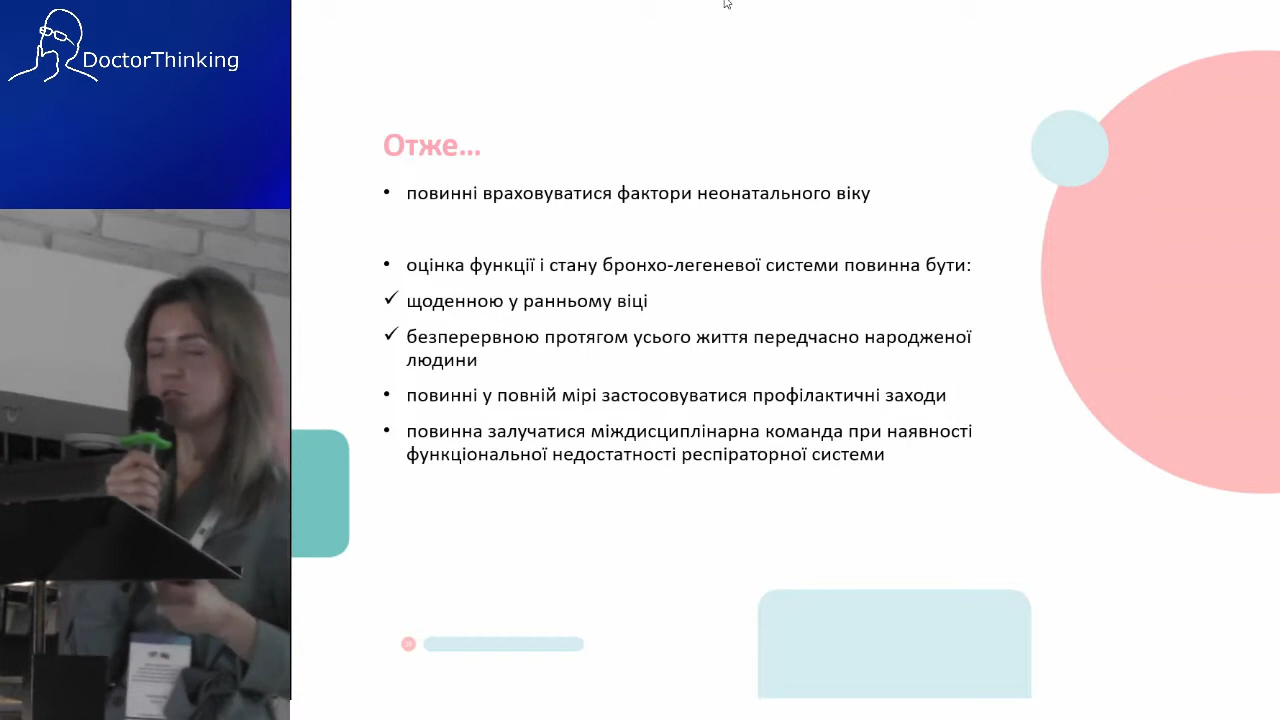 DoctorThinking
Отже...
• повинні враховуватися фактори неонатального віку
• оцінка функції і стану бронхо-легеневої системи повинна бути:
✓ щоденною у ранньому віці
✓ безперервною протягом усього життя передчасно народженої
людини
• повинні у повній мірі застосовуватися профілактичні заходи
• повинна залучатися міждисциплінарна команда при наявності
функціональної недостатності респіраторної системи